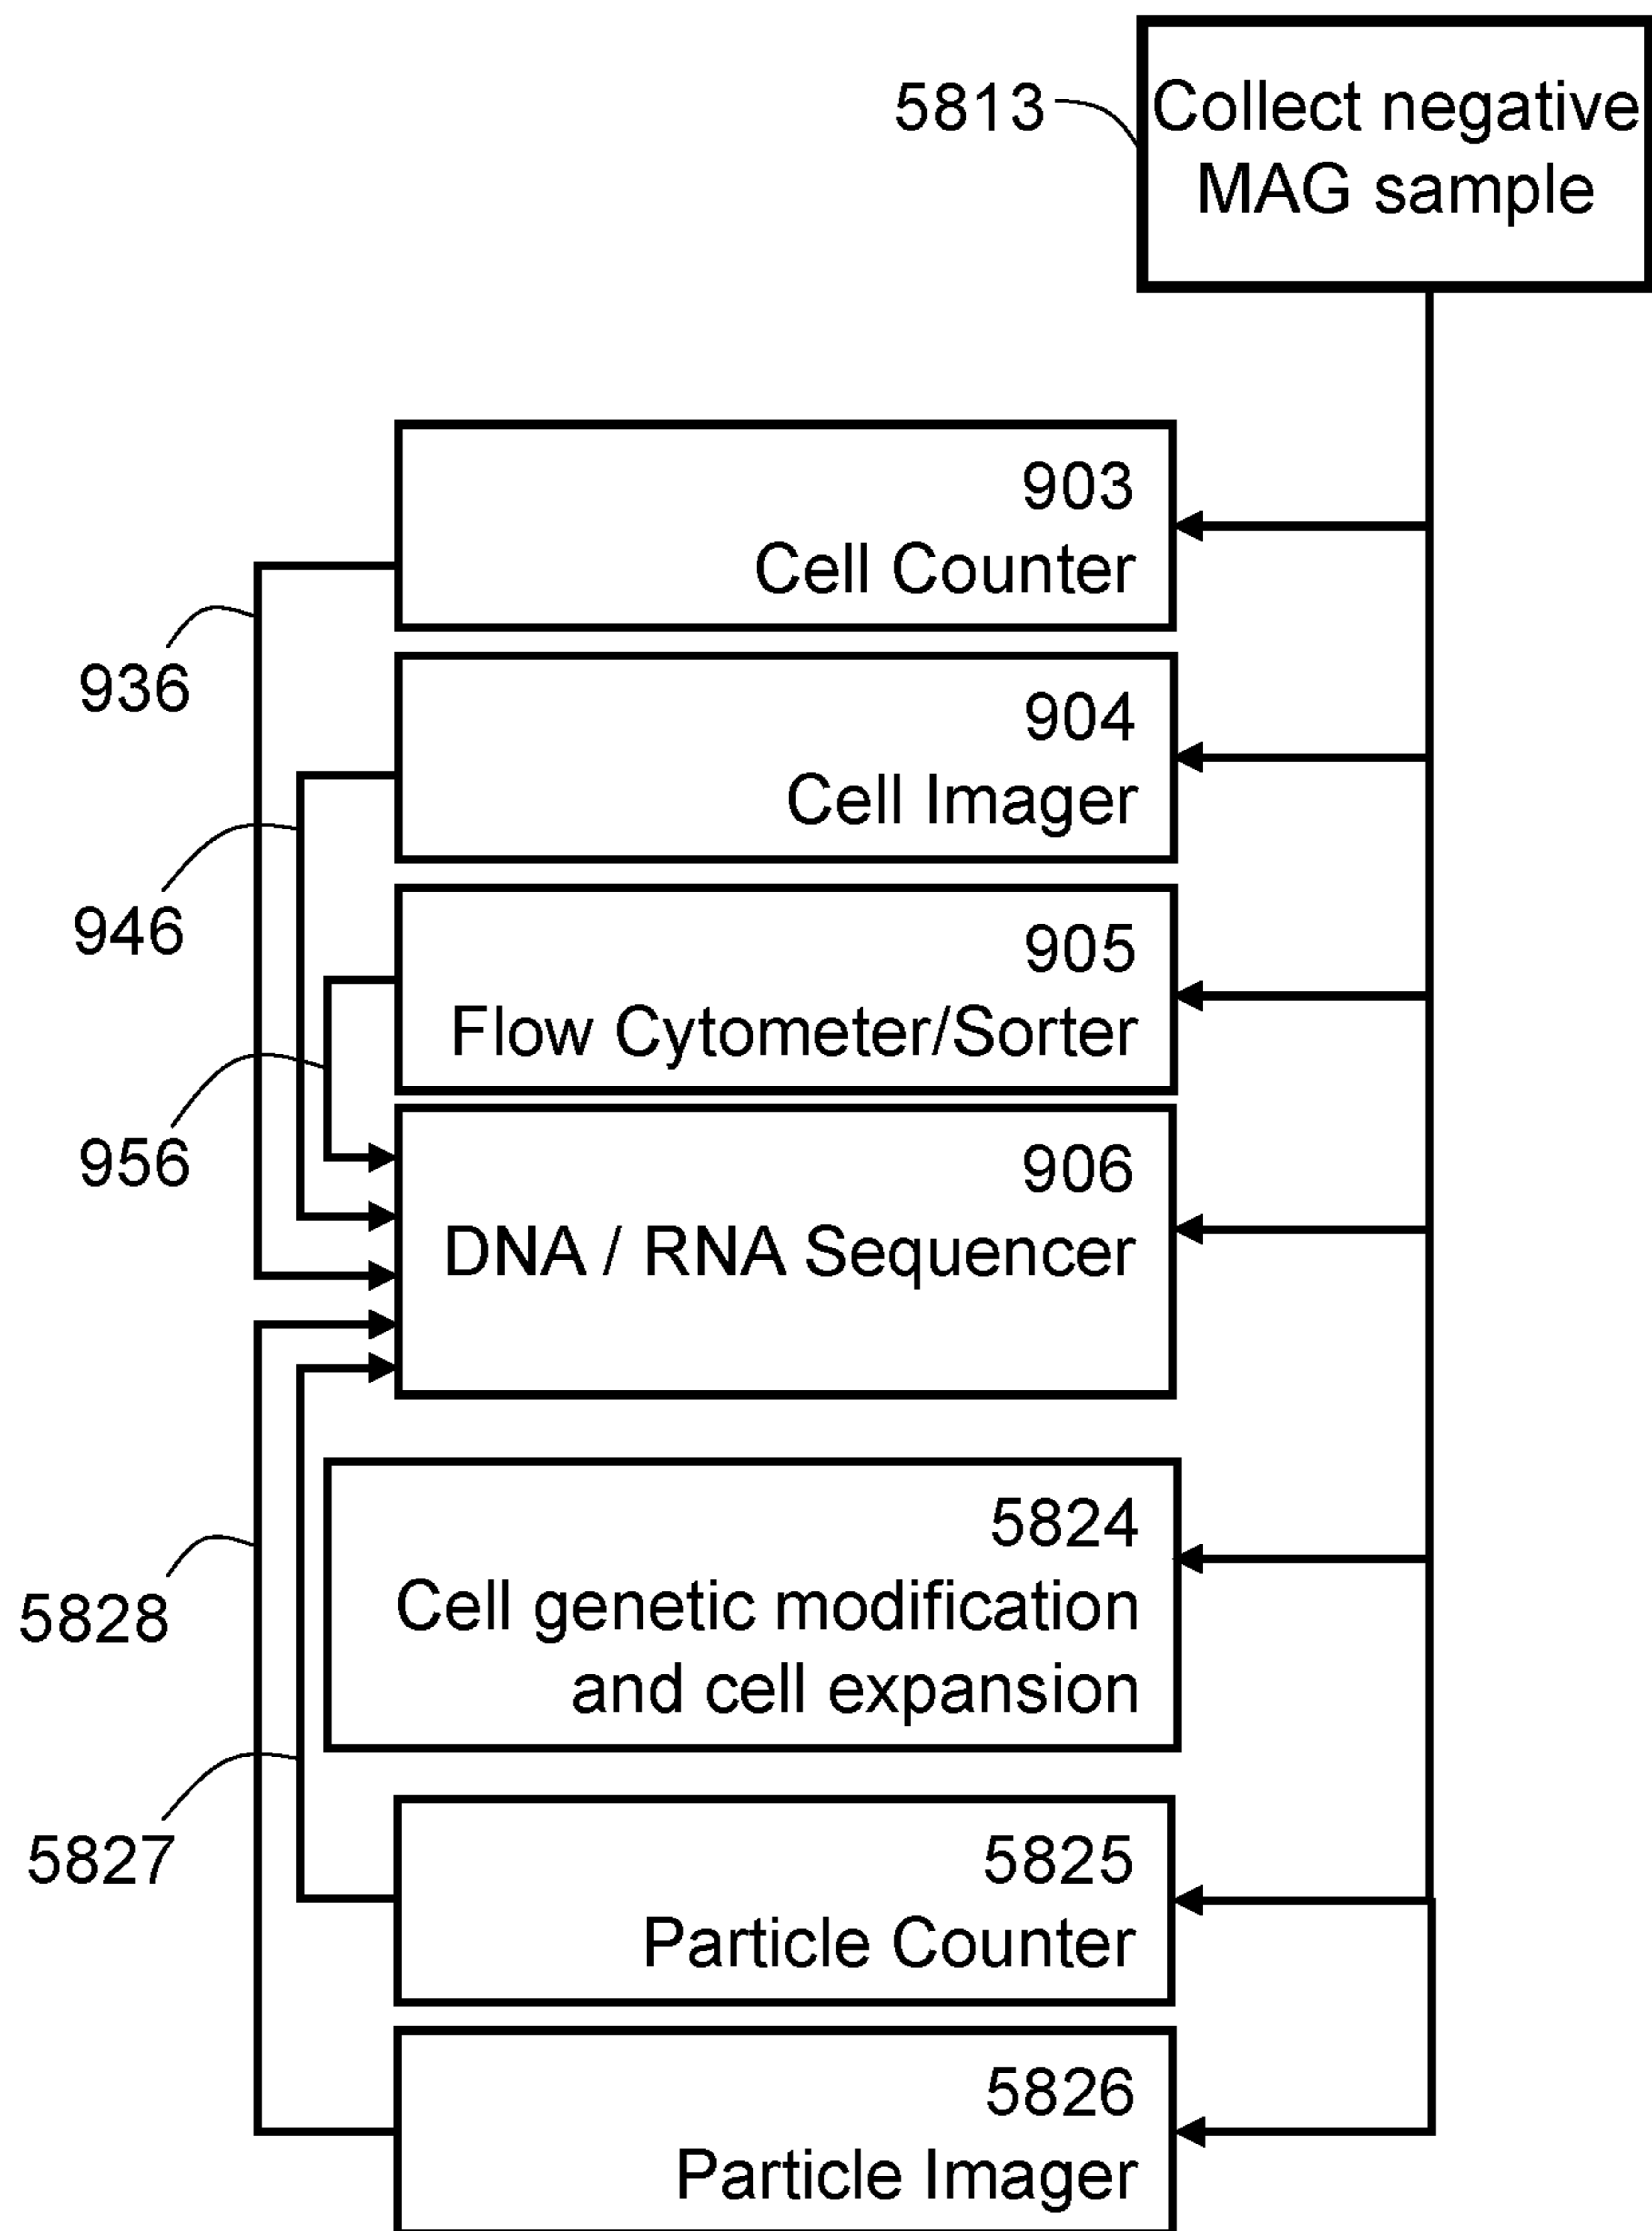 5813
Collect negative
MAG sample
903
Cell Counter
936
904
Cell Imager
946
905
Flow Cytometer/Sorter
956
906
DNA / RNA Sequencer
5824
Cell genetic modification
and cell expansion
5828
5827
5825
Particle Counter
5826
Particle Imager